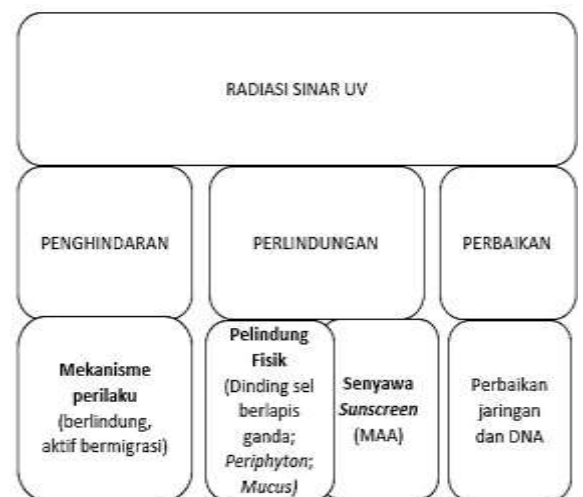 RADIASI SINAR UV
PENGHINDARAN
PERLINDUNGAN
PERBAIKAN
Mekanisme
perilaku
(berlindung,
aktif bermigrasi)
Pelindung
Fisik
(Dinding sel
berlapis
ganda;
Periphyton;
Mucus)
Senyawa
Sunscreen
(MAA)
Perbaikan
jaringan
dan DNA